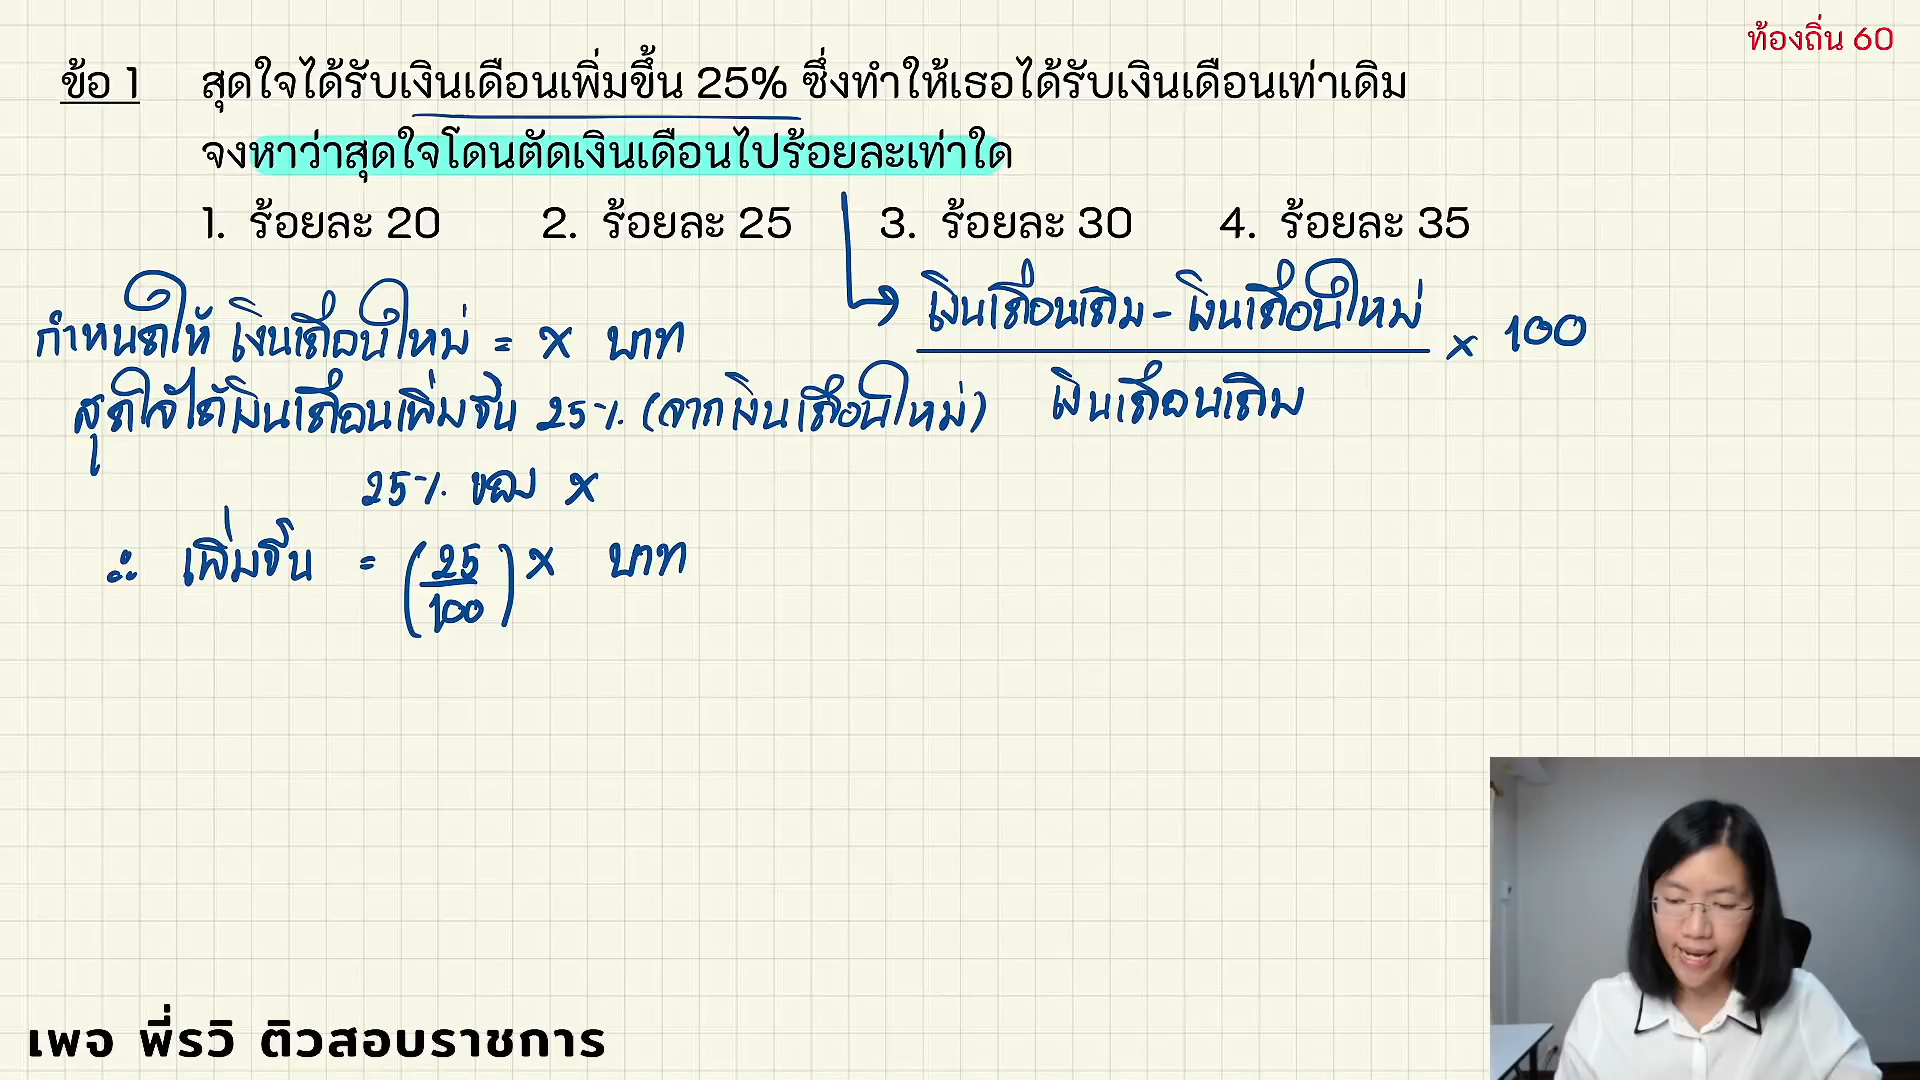 ท้องถิ่น 60
ข้อ 1 สุดใจได้รับเงินเดือนเพิ่มขึ้น 25% ซึ่งทำให้เธอได้รับเงินเดือนเท่าเดิม
จงหาว่าสุดใจโดนตัดเงินเดือนไปร้อยละเท่าใด
1. ร้อยละ 20 2. ร้อยละ 25 3. ร้อยละ 30 4. ร้อยละ 35
เงินเดือนเดิม - เงินเดือนใหม่
เงินเดือนเดิม
× 100
กำหนดให้ เงินเดือนใหม่ = x บาท
สุดใจได้เงินเดือนเพิ่มขึ้น 25% (จากเงินเดือนใหม่)
25% ของ x
∴ เพิ่มขึ้น = (25/100) x บาท
เพจ พี่รวิ ติวสอบราชการ